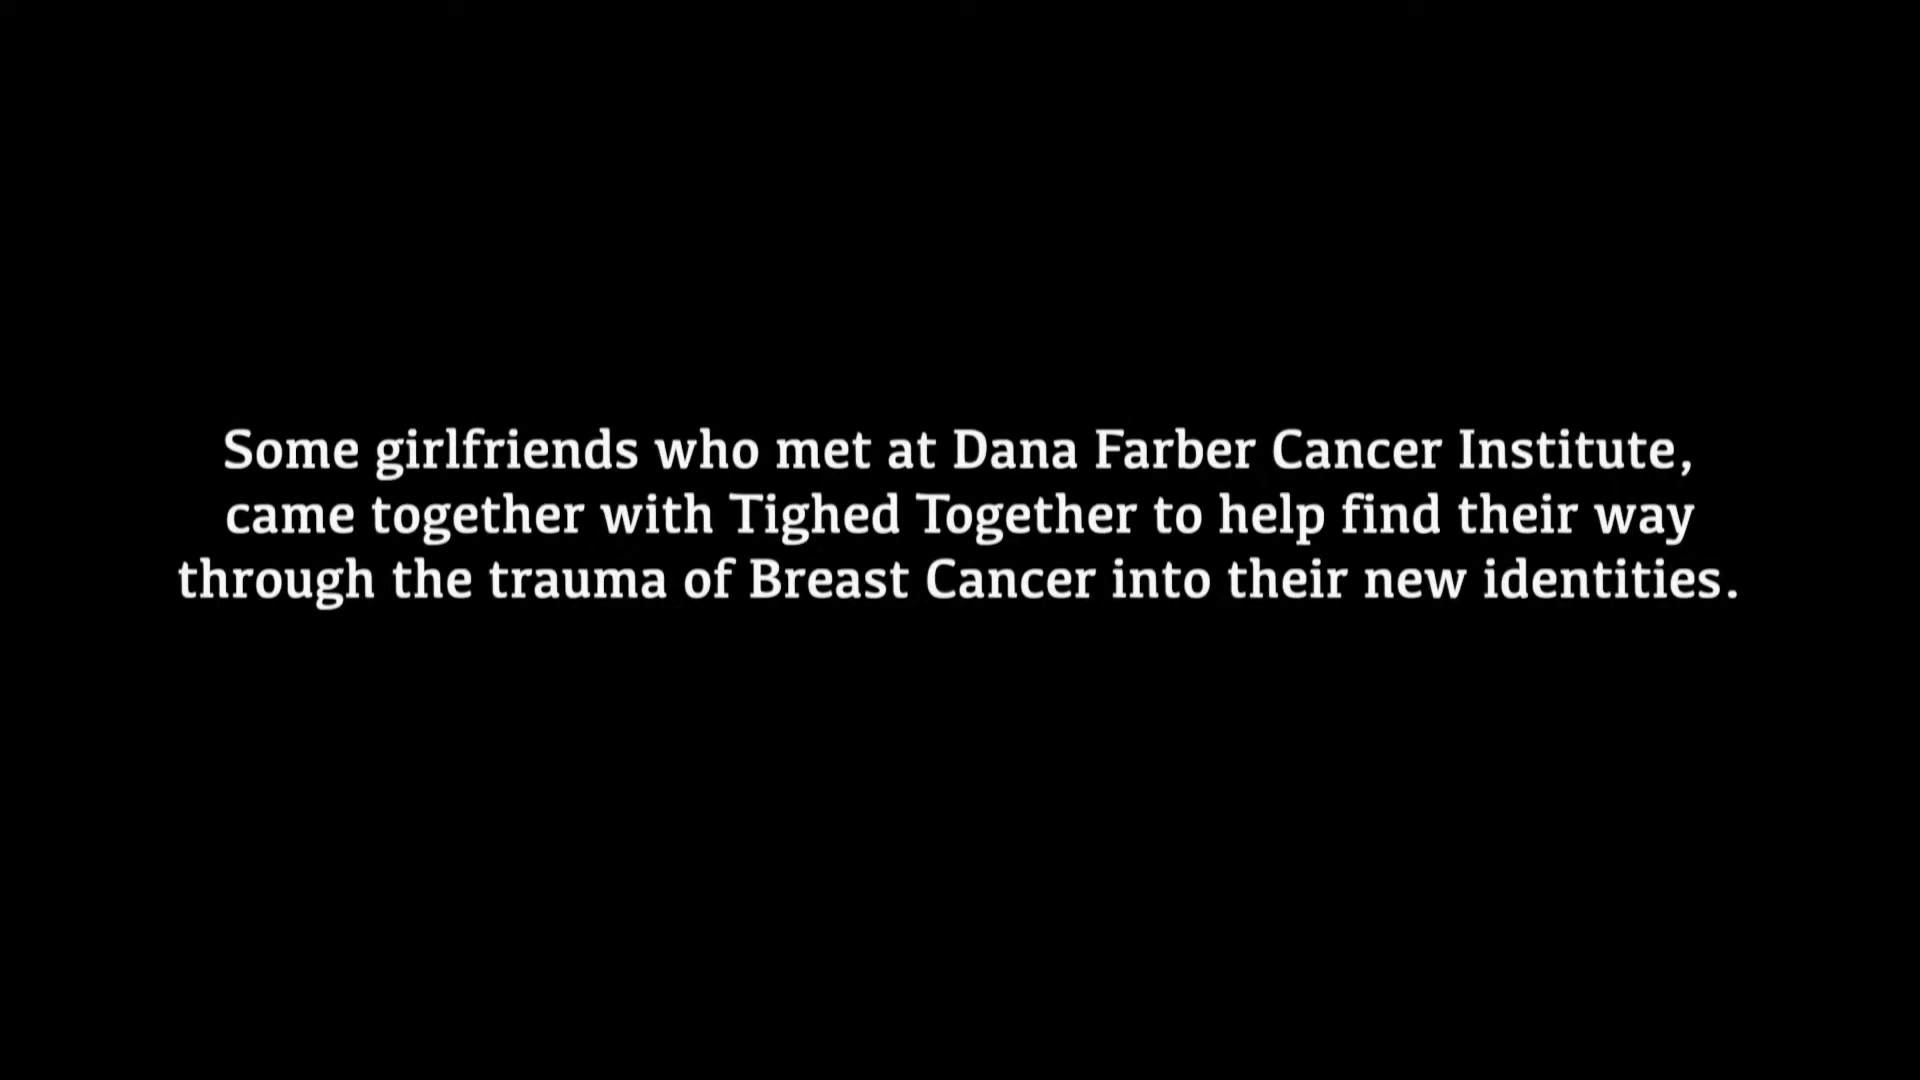 Some girlfriends who met at Dana Farber Cancer Institute,
came together with Tighed Together to help find their way
through the trauma of Breast Cancer into their new identities.